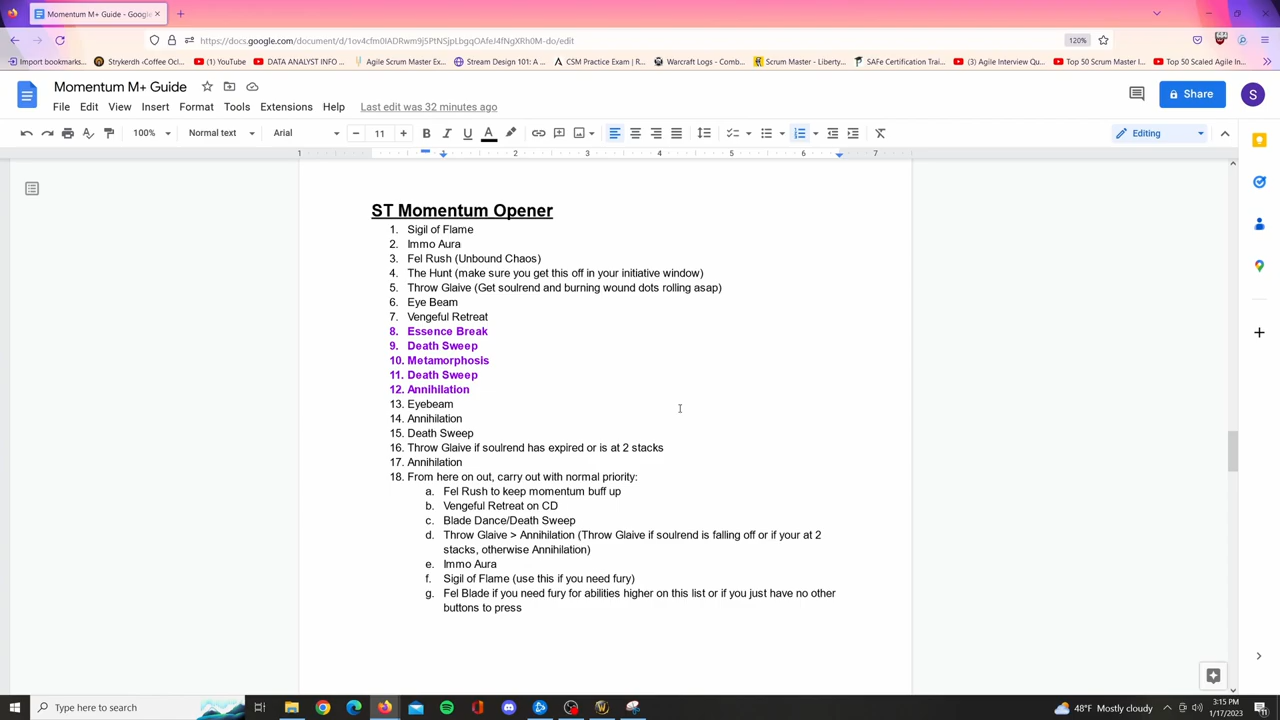 Momentum M+ Guide - Google
https://docs.google.com/document/d/1ov4cfm0IADRwm9j5PtNSjpLbgqOAfeJ4fNgXRh0M-do/edit
120%
Import bookmarks...
Strykerdh ‹Coffee Ocl...
(1) YouTube
DATA ANALYST INFO ...
Agile Scrum Master Ex...
Stream Design 101: A ...
CSM Practice Exam | R...
Warcraft Logs - Comb...
Scrum Master - Liberty...
SAFe Certification Trai...
(3) Agile Interview Qu...
Top 50 Scrum Master I...
Top 50 Scaled Agile In...
Momentum M+ Guide
File Edit View Insert Format Tools Extensions Help Last edit was 32 minutes ago
Share
S
100% Normal text Arial 11 B I U A Editing
1 1 2 3 4 5 6 7
ST Momentum Opener
1. Sigil of Flame
2. Immo Aura
3. Fel Rush (Unbound Chaos)
4. The Hunt (make sure you get this off in your initiative window)
5. Throw Glaive (Get soulrend and burning wound dots rolling asap)
6. Eye Beam
7. Vengeful Retreat
8. Essence Break
9. Death Sweep
10. Metamorphosis
11. Death Sweep
12. Annihilation
13. Eyebeam
14. Annihilation
15. Death Sweep
16. Throw Glaive if soulrend has expired or is at 2 stacks
17. Annihilation
18. From here on out, carry out with normal priority:
a. Fel Rush to keep momentum buff up
b. Vengeful Retreat on CD
c. Blade Dance/Death Sweep
d. Throw Glaive > Annihilation (Throw Glaive if soulrend is falling off or if your at 2
stacks, otherwise Annihilation)
e. Immo Aura
f. Sigil of Flame (use this if you need fury)
g. Fel Blade if you need fury for abilities higher on this list or if you just have no other
buttons to press
Type here to search
48°F Mostly cloudy
3:15 PM
1/17/2023